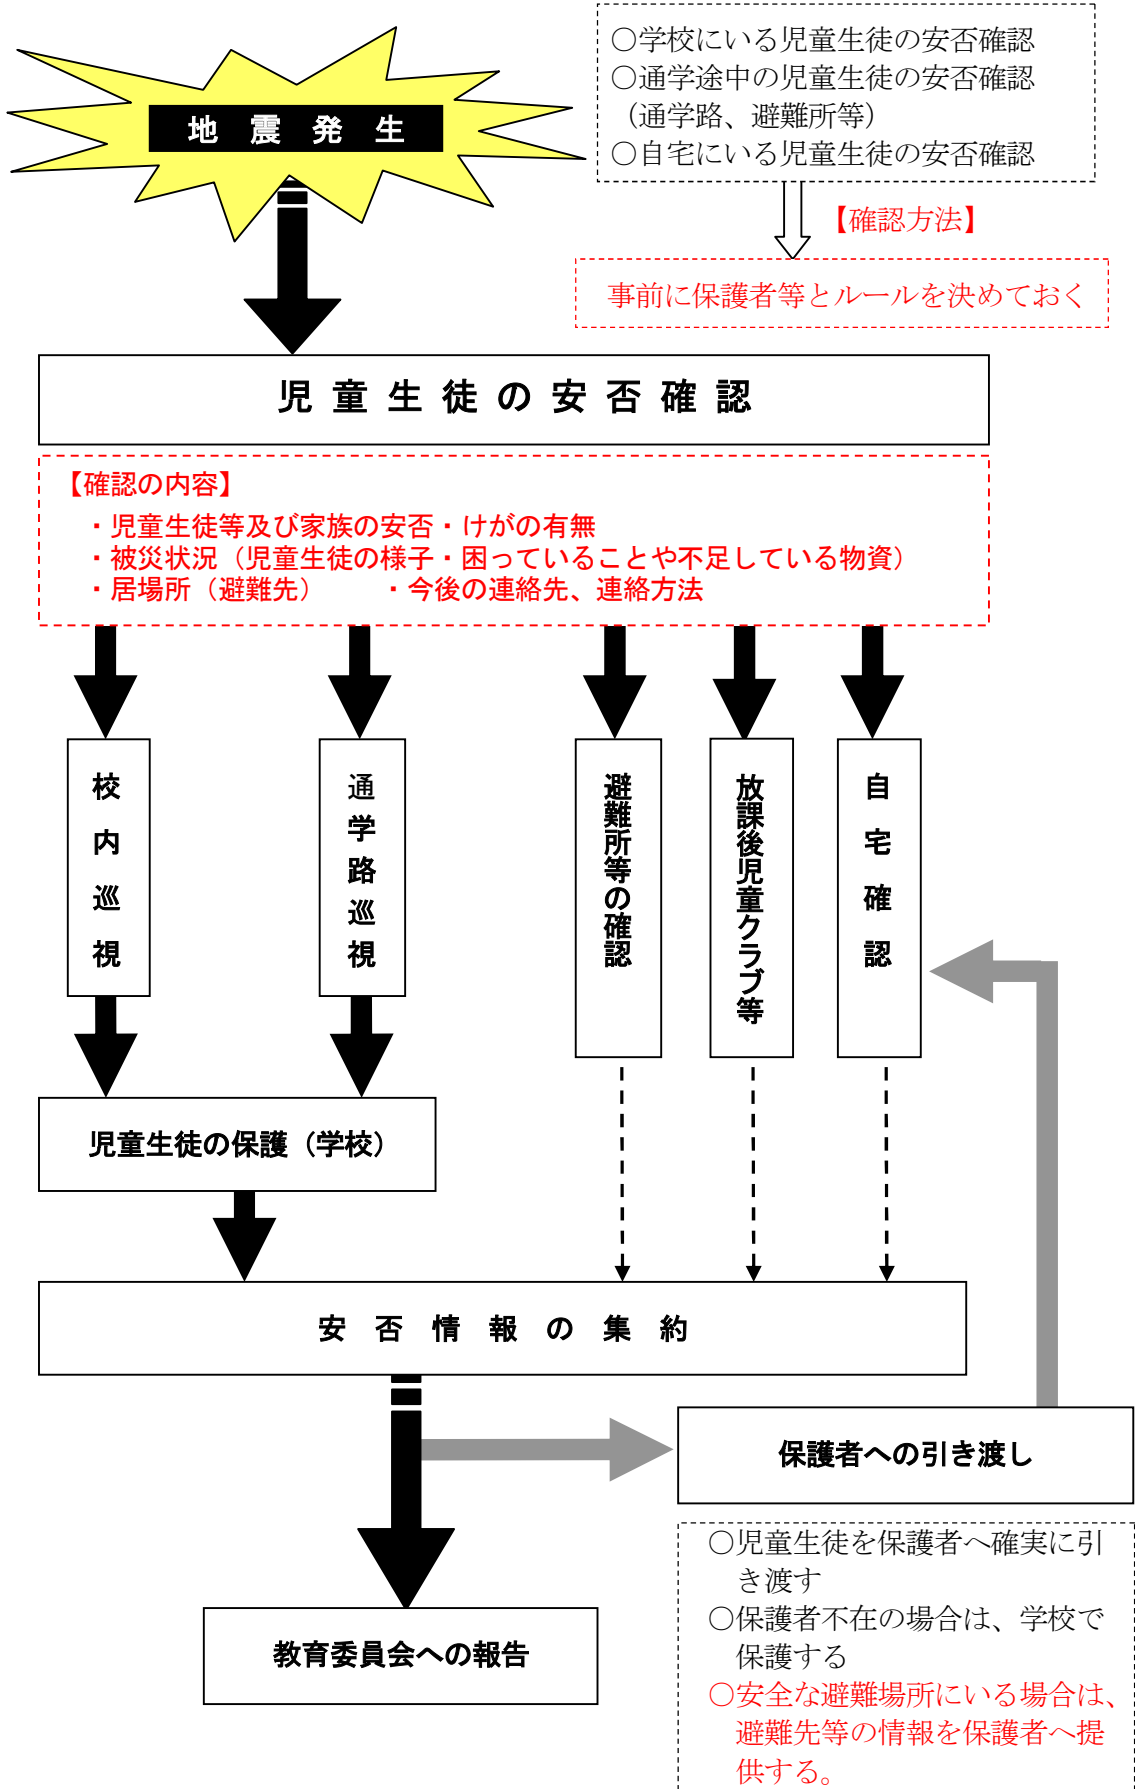 地震発生
○学校にいる児童生徒の安否確認
○通学途中の児童生徒の安否確認
（通学路、避難所等）
○自宅にいる児童生徒の安否確認
【確認方法】
事前に保護者等とルールを決めておく
児童生徒の安否確認
【確認の内容】
・児童生徒等及び家族の安否・けがの有無
・被災状況（児童生徒の様子・困っていることや不足している物資）
・居場所（避難先）　　・今後の連絡先、連絡方法
校内巡視
通学路巡視
避難所等の確認
放課後児童クラブ等
自宅確認
児童生徒の保護（学校）
安否情報の集約
保護者への引き渡し
○児童生徒を保護者へ確実に引
き渡す
○保護者不在の場合は、学校で
保護する
○安全な避難場所にいる場合は、
避難先等の情報を保護者へ提
供する。
教育委員会への報告